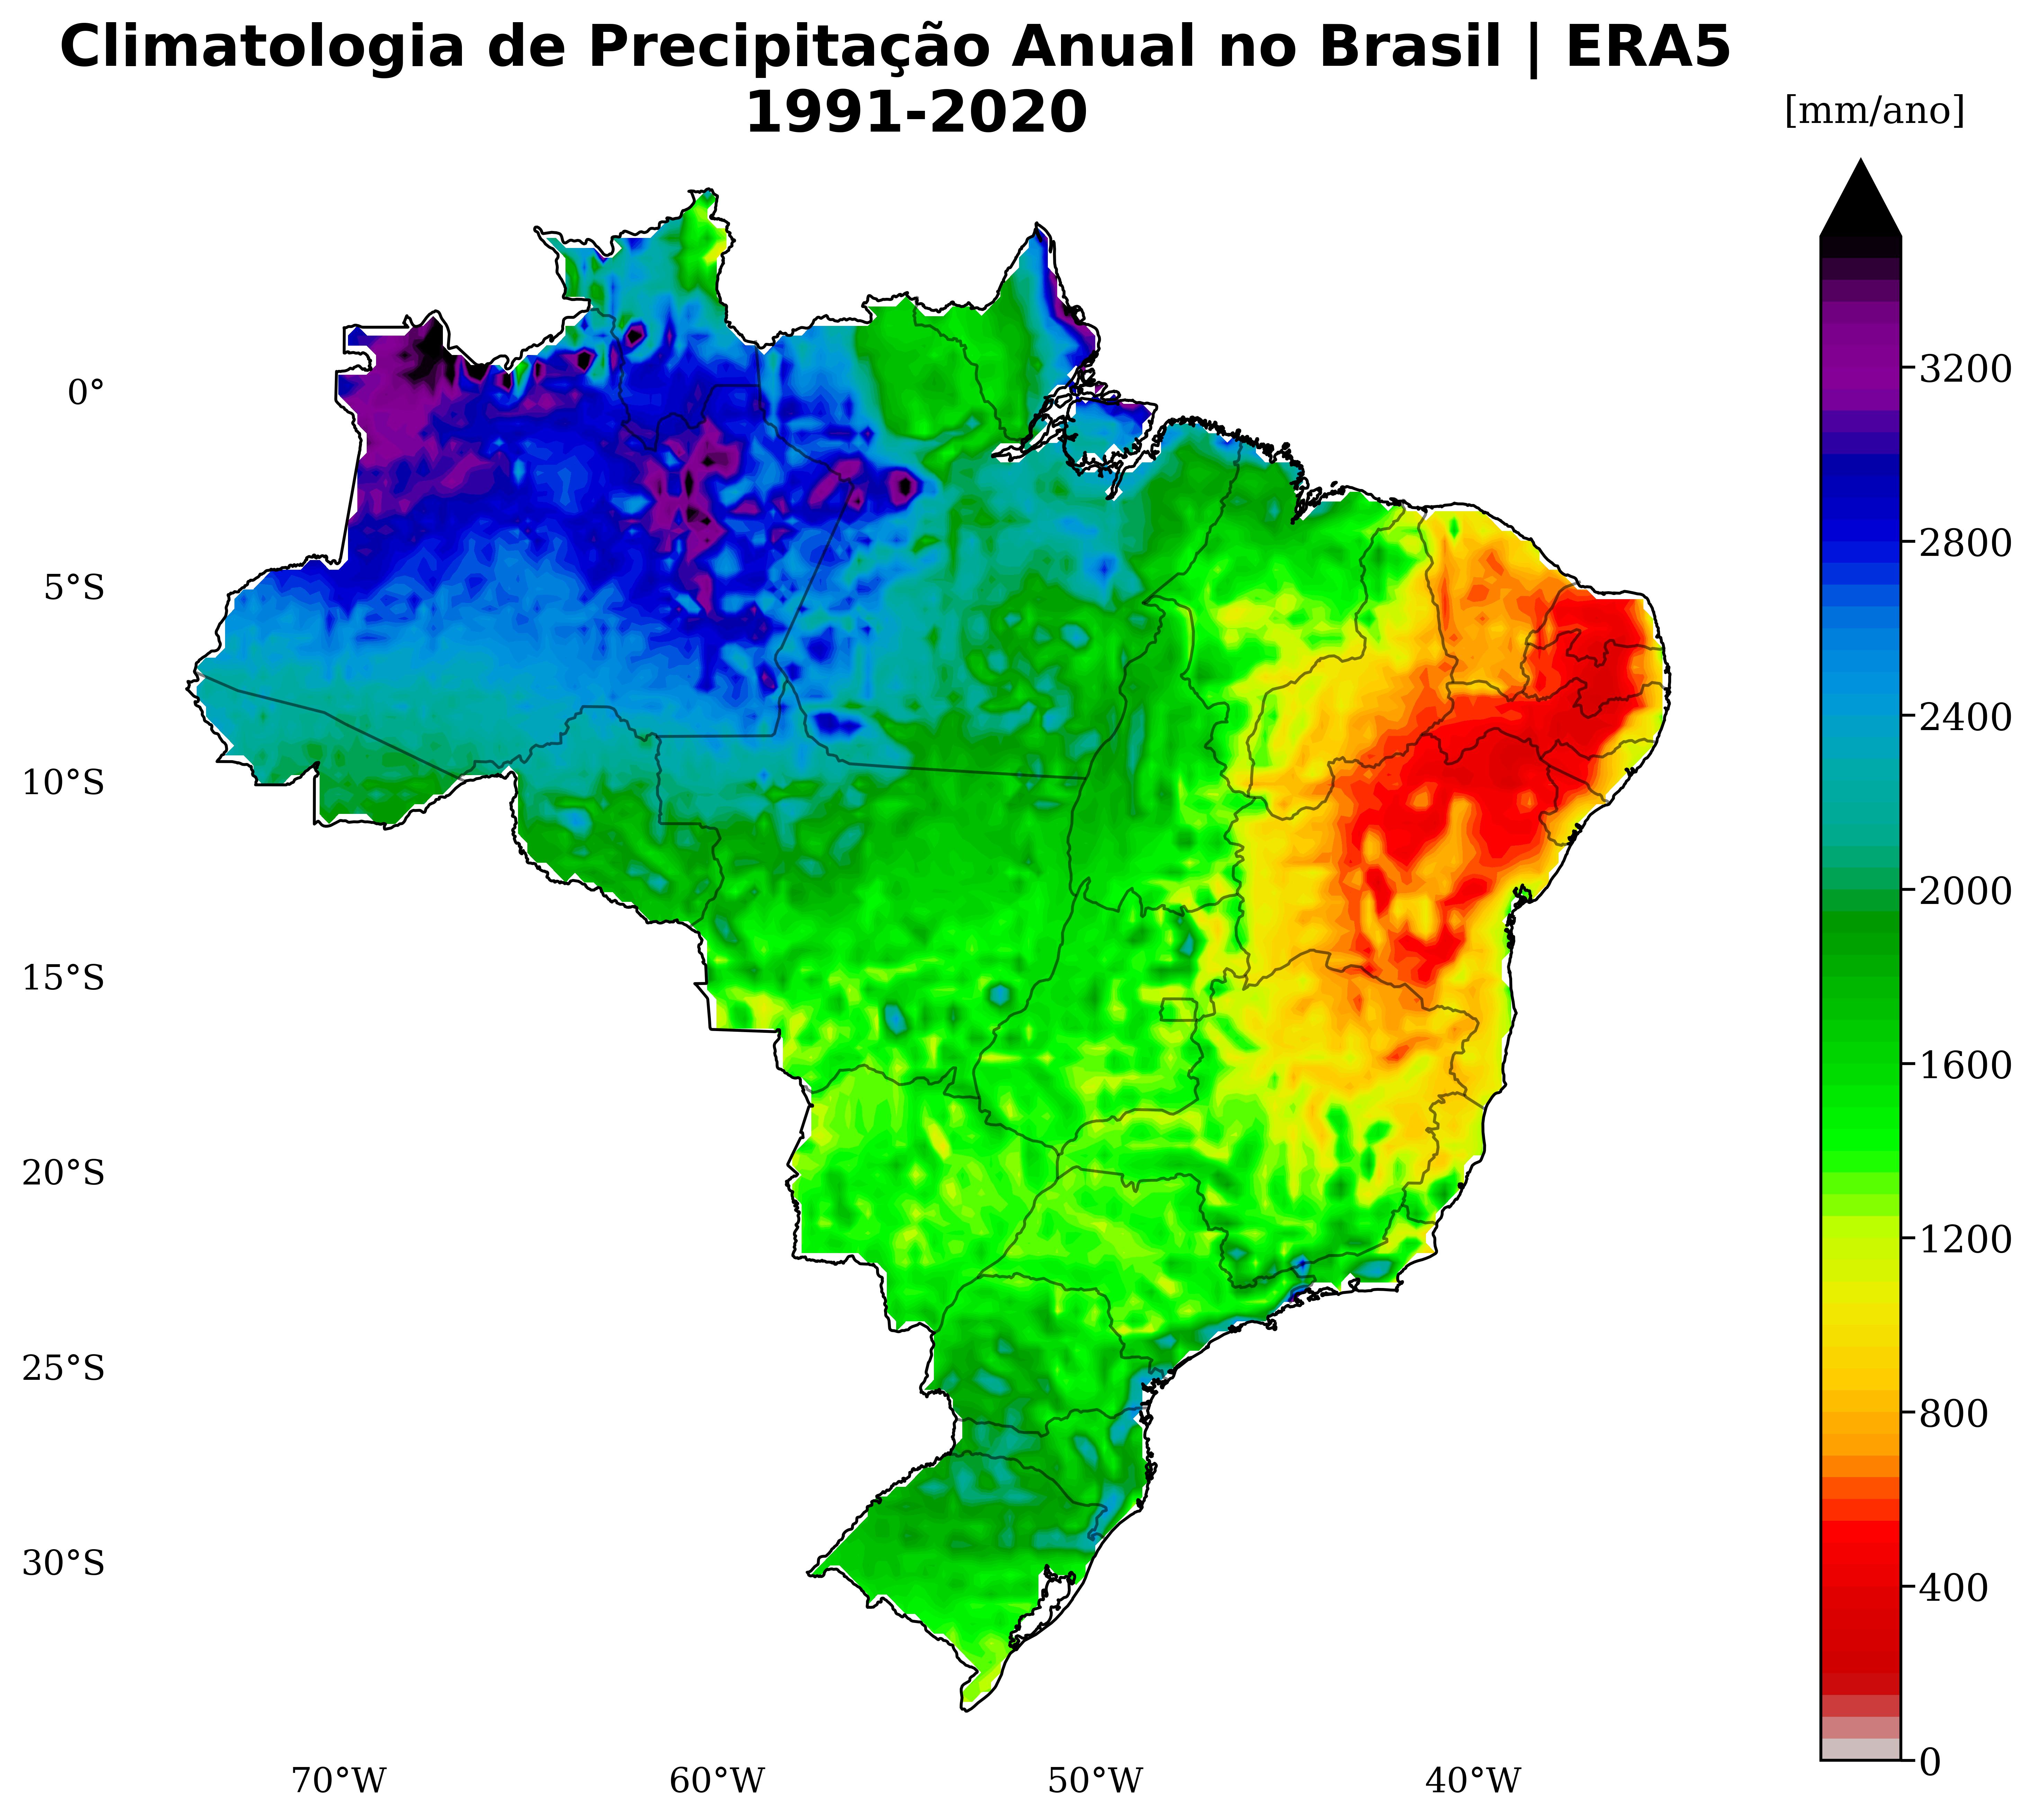 Climatologia de Precipitação Anual no Brasil | ERA5
1991-2020
[mm/ano]
3200
2800
2400
2000
1600
1200
800
400
0
0°
5°S
10°S
15°S
20°S
25°S
30°S
70°W
60°W
50°W
40°W